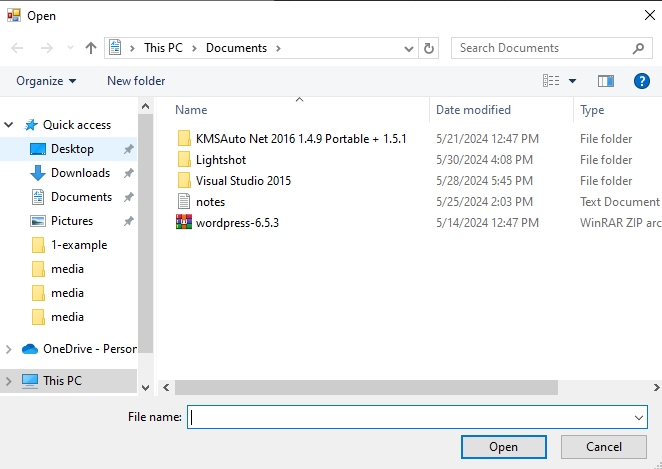 Open
This PC > Documents >
Search Documents
Organize
New folder
Name
Date modified
Type
Quick access
Desktop
Downloads
Documents
Pictures
1-example
media
media
media
OneDrive - Person
This PC
KMSAuto Net 2016 1.4.9 Portable + 1.5.1 5/21/2024 12:47 PM File folder
Lightshot 5/30/2024 4:08 PM File folder
Visual Studio 2015 5/28/2024 5:45 PM File folder
notes 5/25/2024 2:03 PM Text Document
wordpress-6.5.3 5/14/2024 12:47 PM WinRAR ZIP arc
File name:
Open
Cancel